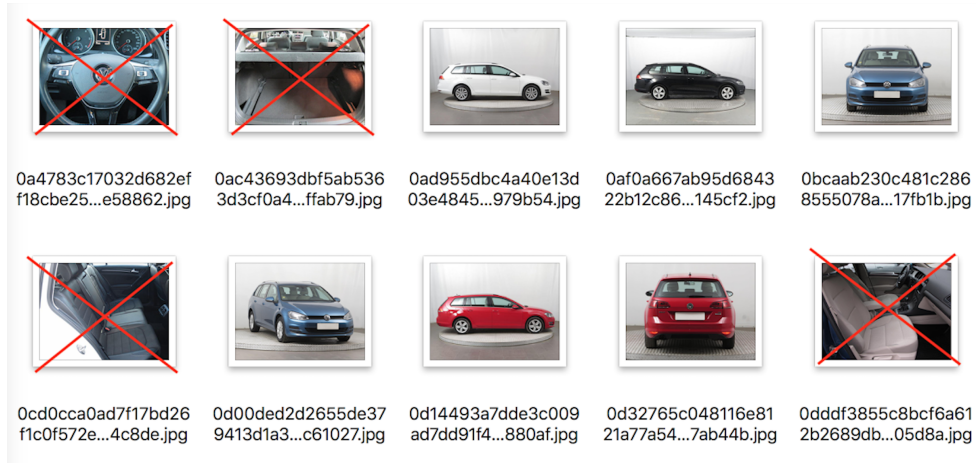 0a4783c17032d682ef
f18cbe25...e58862.jpg
0ac43693dbf5ab536
3d3cf0a4...ffab79.jpg
0ad955dbc4a40e13d
03e4845...979b54.jpg
0af0a667ab95d6843
22b12c86...145cf2.jpg
0bcaab230c481c286
8555078a...17fb1b.jpg
0cd0cca0ad7f17bd26
f1c0f572e...4c8de.jpg
0d00ded2d2655de37
9413d1a3...c61027.jpg
0d14493a7dde3c009
ad7dd91f4...880af.jpg
0d32765c048116e81
21a77a54...7ab44b.jpg
0dddf3855c8bcf6a61
2b2689db...05d8a.jpg